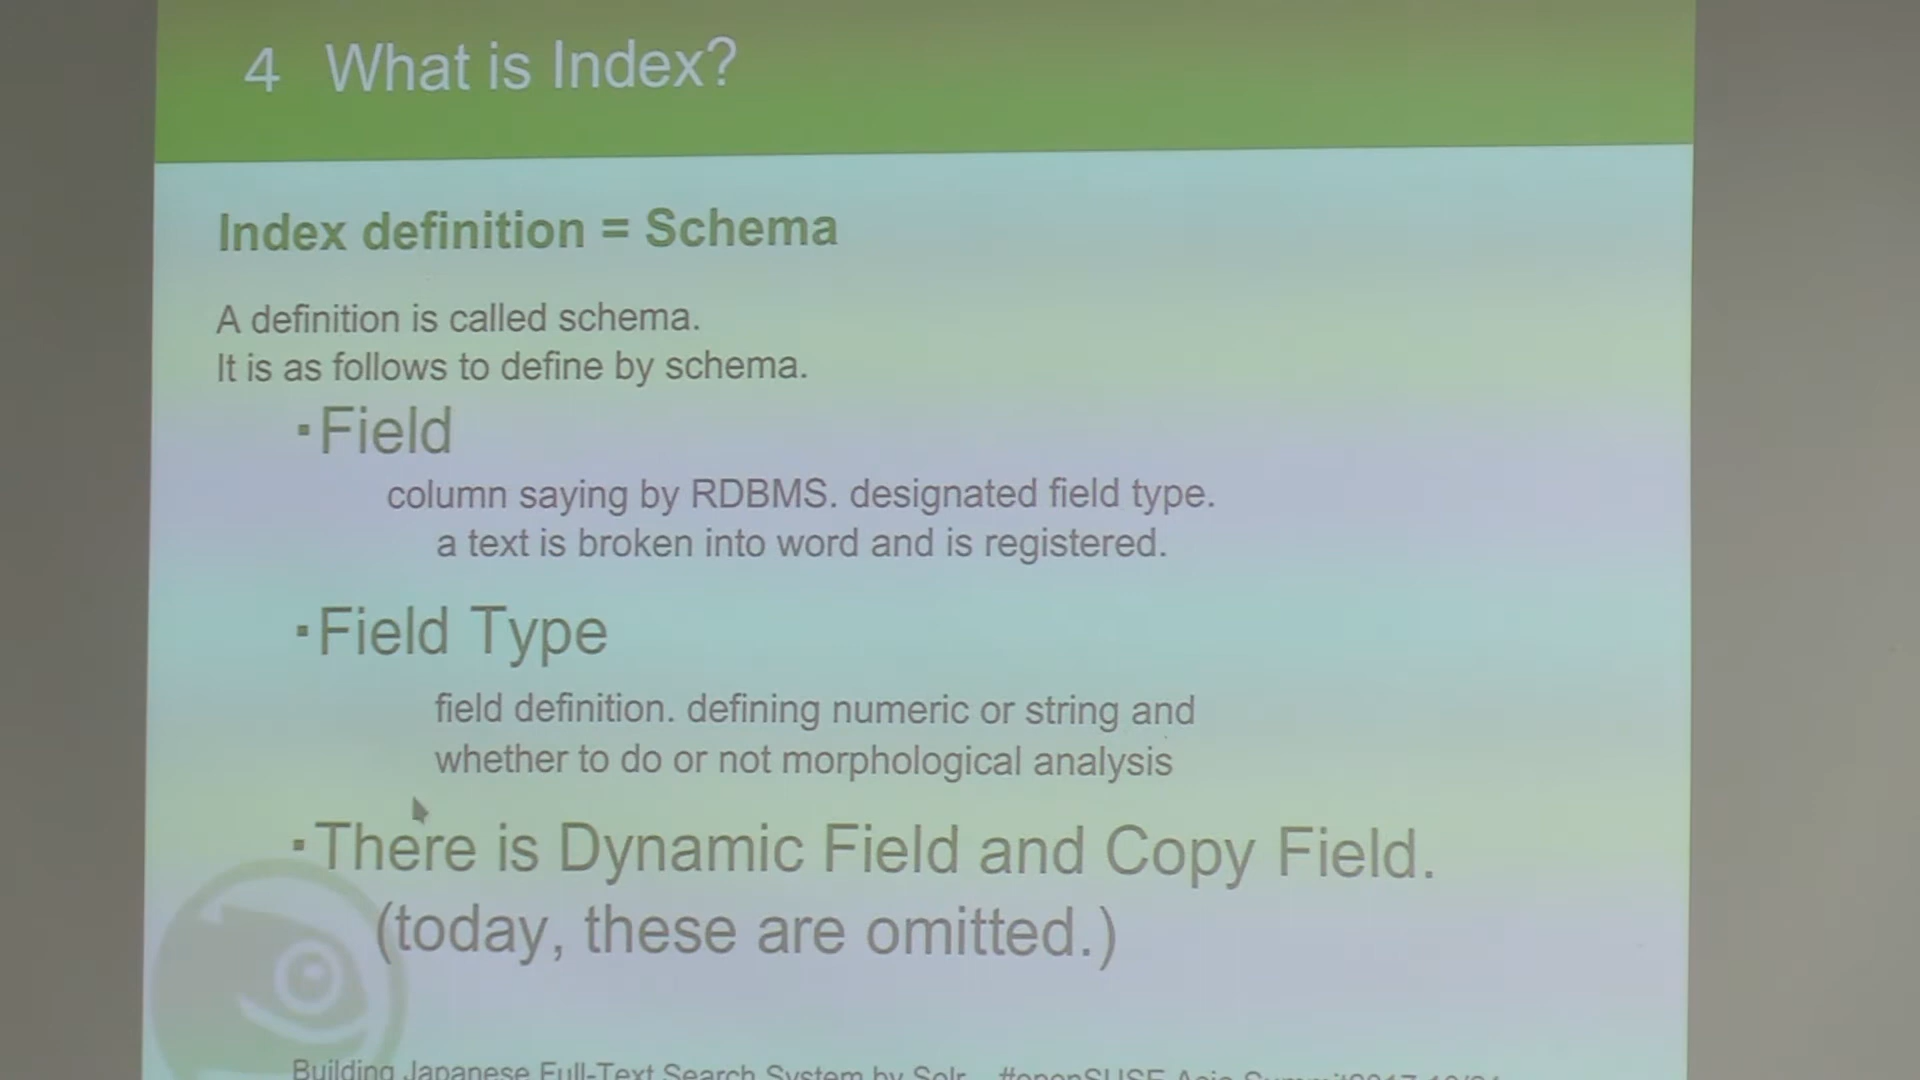 4 What is Index?
Index definition = Schema
A definition is called schema.
It is as follows to define by schema.
・Field
column saying by RDBMS. designated field type.
a text is broken into word and is registered.
・Field Type
field definition. defining numeric or string and
whether to do or not morphological analysis
・There is Dynamic Field and Copy Field.
(today, these are omitted.)
Building Japanese Full-Text Search System by Solr #openSUSE Asia Summit2017